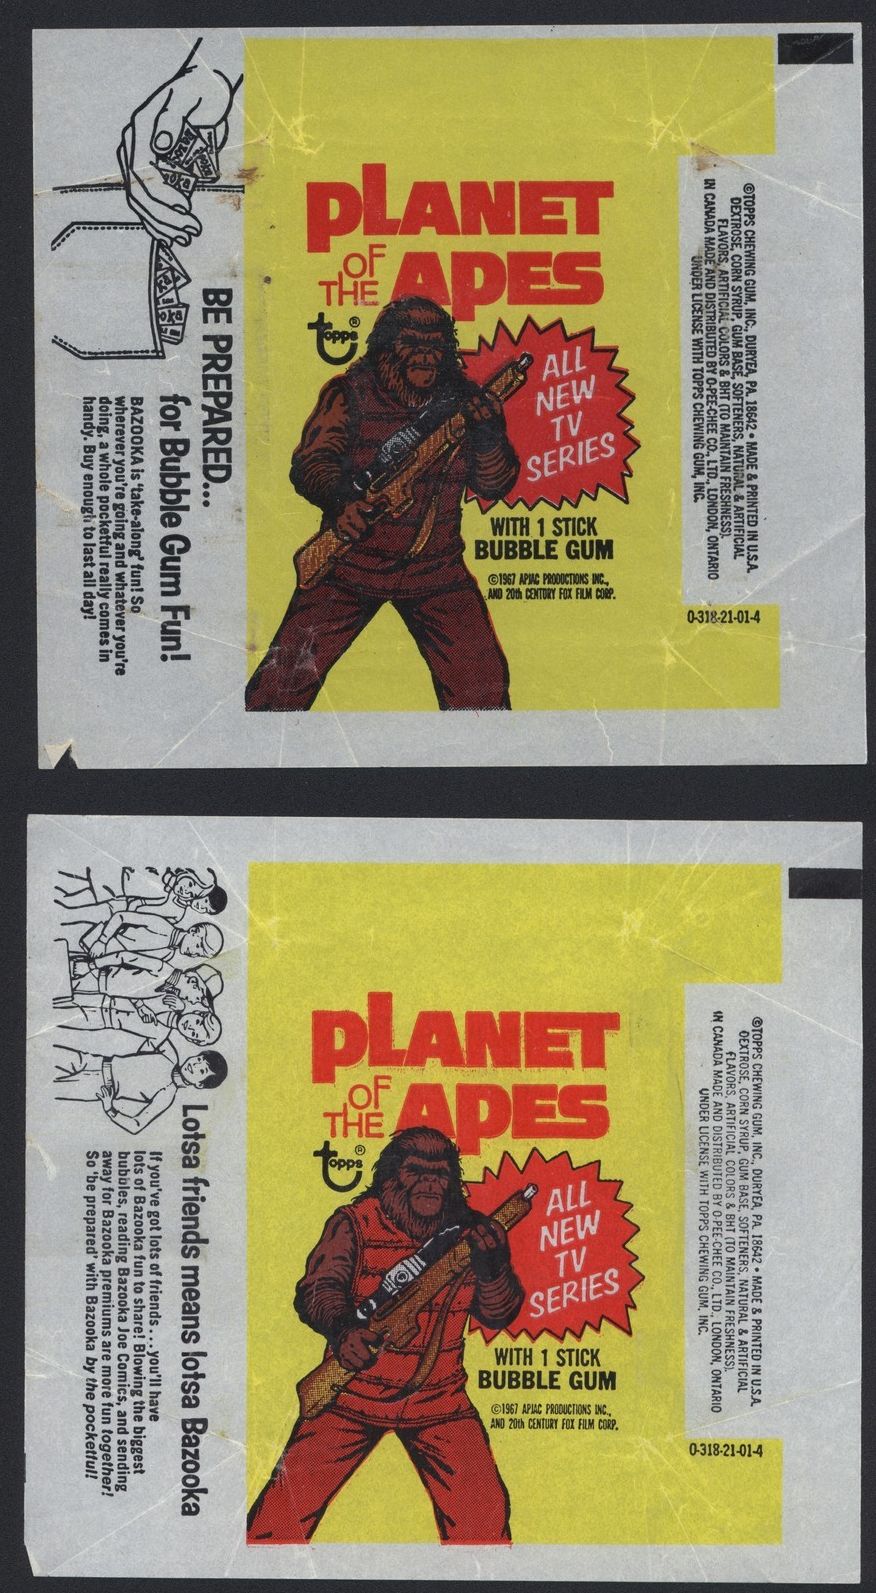 PLANET
OF
THE APES
Topps®
ALL
NEW
TV
SERIES
WITH 1 STICK
BUBBLE GUM
©1967 APJAC PRODUCTIONS INC.,
AND 20th CENTURY FOX FILM CORP.
©TOPPS CHEWING GUM, INC., DURYEA, PA. 18642 • MADE & PRINTED IN U.S.A.
DEXTROSE, CORN SYRUP, GUM BASE, SOFTENERS, NATURAL & ARTIFICIAL
FLAVORS, ARTIFICIAL COLORS & BHT (TO MAINTAIN FRESHNESS).
IN CANADA MADE AND DISTRIBUTED BY O-PEE-CHEE CO., LTD., LONDON, ONTARIO
UNDER LICENSE WITH TOPPS CHEWING GUM, INC.
0-318-21-01-4
BE PREPARED...
for Bubble Gum Fun!
BAZOOKA is 'take-along' fun! So
wherever you're going and whatever you're
doing, a whole pocketful really comes in
handy. Buy enough to last all day!
PLANET
OF
THE APES
Topps®
ALL
NEW
TV
SERIES
WITH 1 STICK
BUBBLE GUM
©1967 APJAC PRODUCTIONS INC.,
AND 20th CENTURY FOX FILM CORP.
©TOPPS CHEWING GUM, INC., DURYEA, PA. 18642 • MADE & PRINTED IN U.S.A.
DEXTROSE, CORN SYRUP, GUM BASE, SOFTENERS, NATURAL & ARTIFICIAL
FLAVORS, ARTIFICIAL COLORS & BHT (TO MAINTAIN FRESHNESS).
IN CANADA MADE AND DISTRIBUTED BY O-PEE-CHEE CO., LTD., LONDON, ONTARIO
UNDER LICENSE WITH TOPPS CHEWING GUM, INC.
0-318-21-01-4
Lotsa friends means lotsa Bazooka
If you've got lots of friends...you'll have
lots of Bazooka fun to share! Blowing the biggest
bubbles, reading Bazooka Joe Comics, and sending
away for Bazooka premiums are more fun together!
So 'be prepared' with Bazooka by the pocketful!